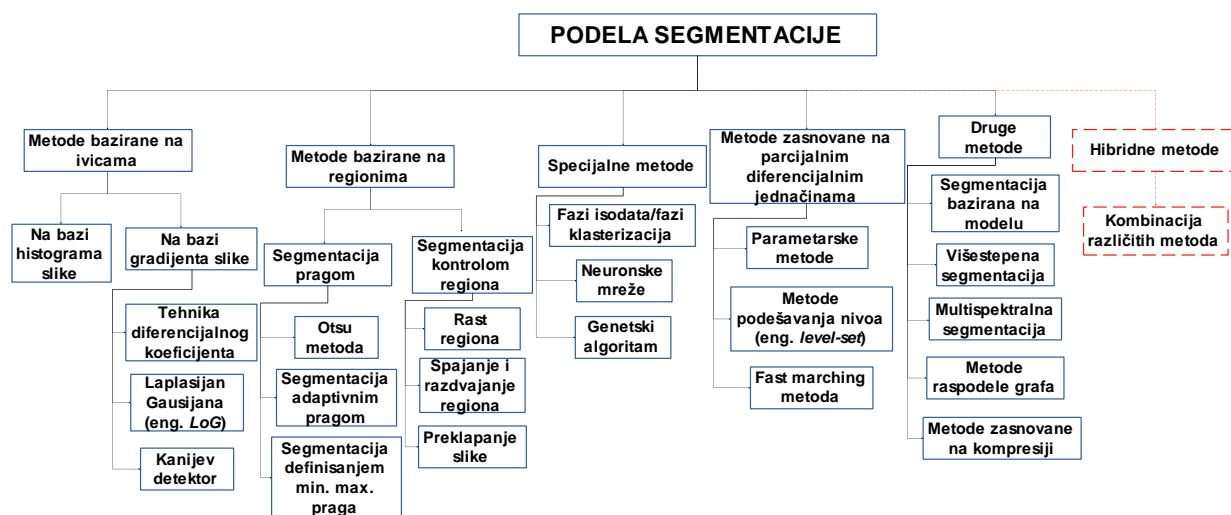 PODELA SEGMENTACIJE
Metode bazirane na
ivicama
Na bazi
histograma
slike
Na bazi
gradijenta slike
Tehnika
diferencijalnog
koeficijenta
Laplasijan
Gausijana
(eng. LoG)
Kanijev
detektor
Metode bazirane na
regionima
Segmentacija
pragom
Otsu
metoda
Segmentacija
adaptivnim
pragom
Segmentacija
definisanjem
min. max.
praga
Segmentacija
kontrolom
regiona
Rast
regiona
Spajanje i
razdvajanje
regiona
Preklapanje
slike
Specijalne metode
Fazi isodata/fazi
klasterizacija
Neuronske
mreže
Genetski
algoritam
Metode zasnovane na
parcijalnim
diferencijalnim
jednačinama
Parametarske
metode
Metode
podešavanja nivoa
(eng. level-set)
Fast marching
metoda
Druge
metode
Segmentacija
bazirana na
modelu
Višestepena
segmentacija
Multispektralna
segmentacija
Metode
raspodele grafa
Metode zasnovane
na kompresiji
Hibridne metode
Kombinacija
različitih metoda